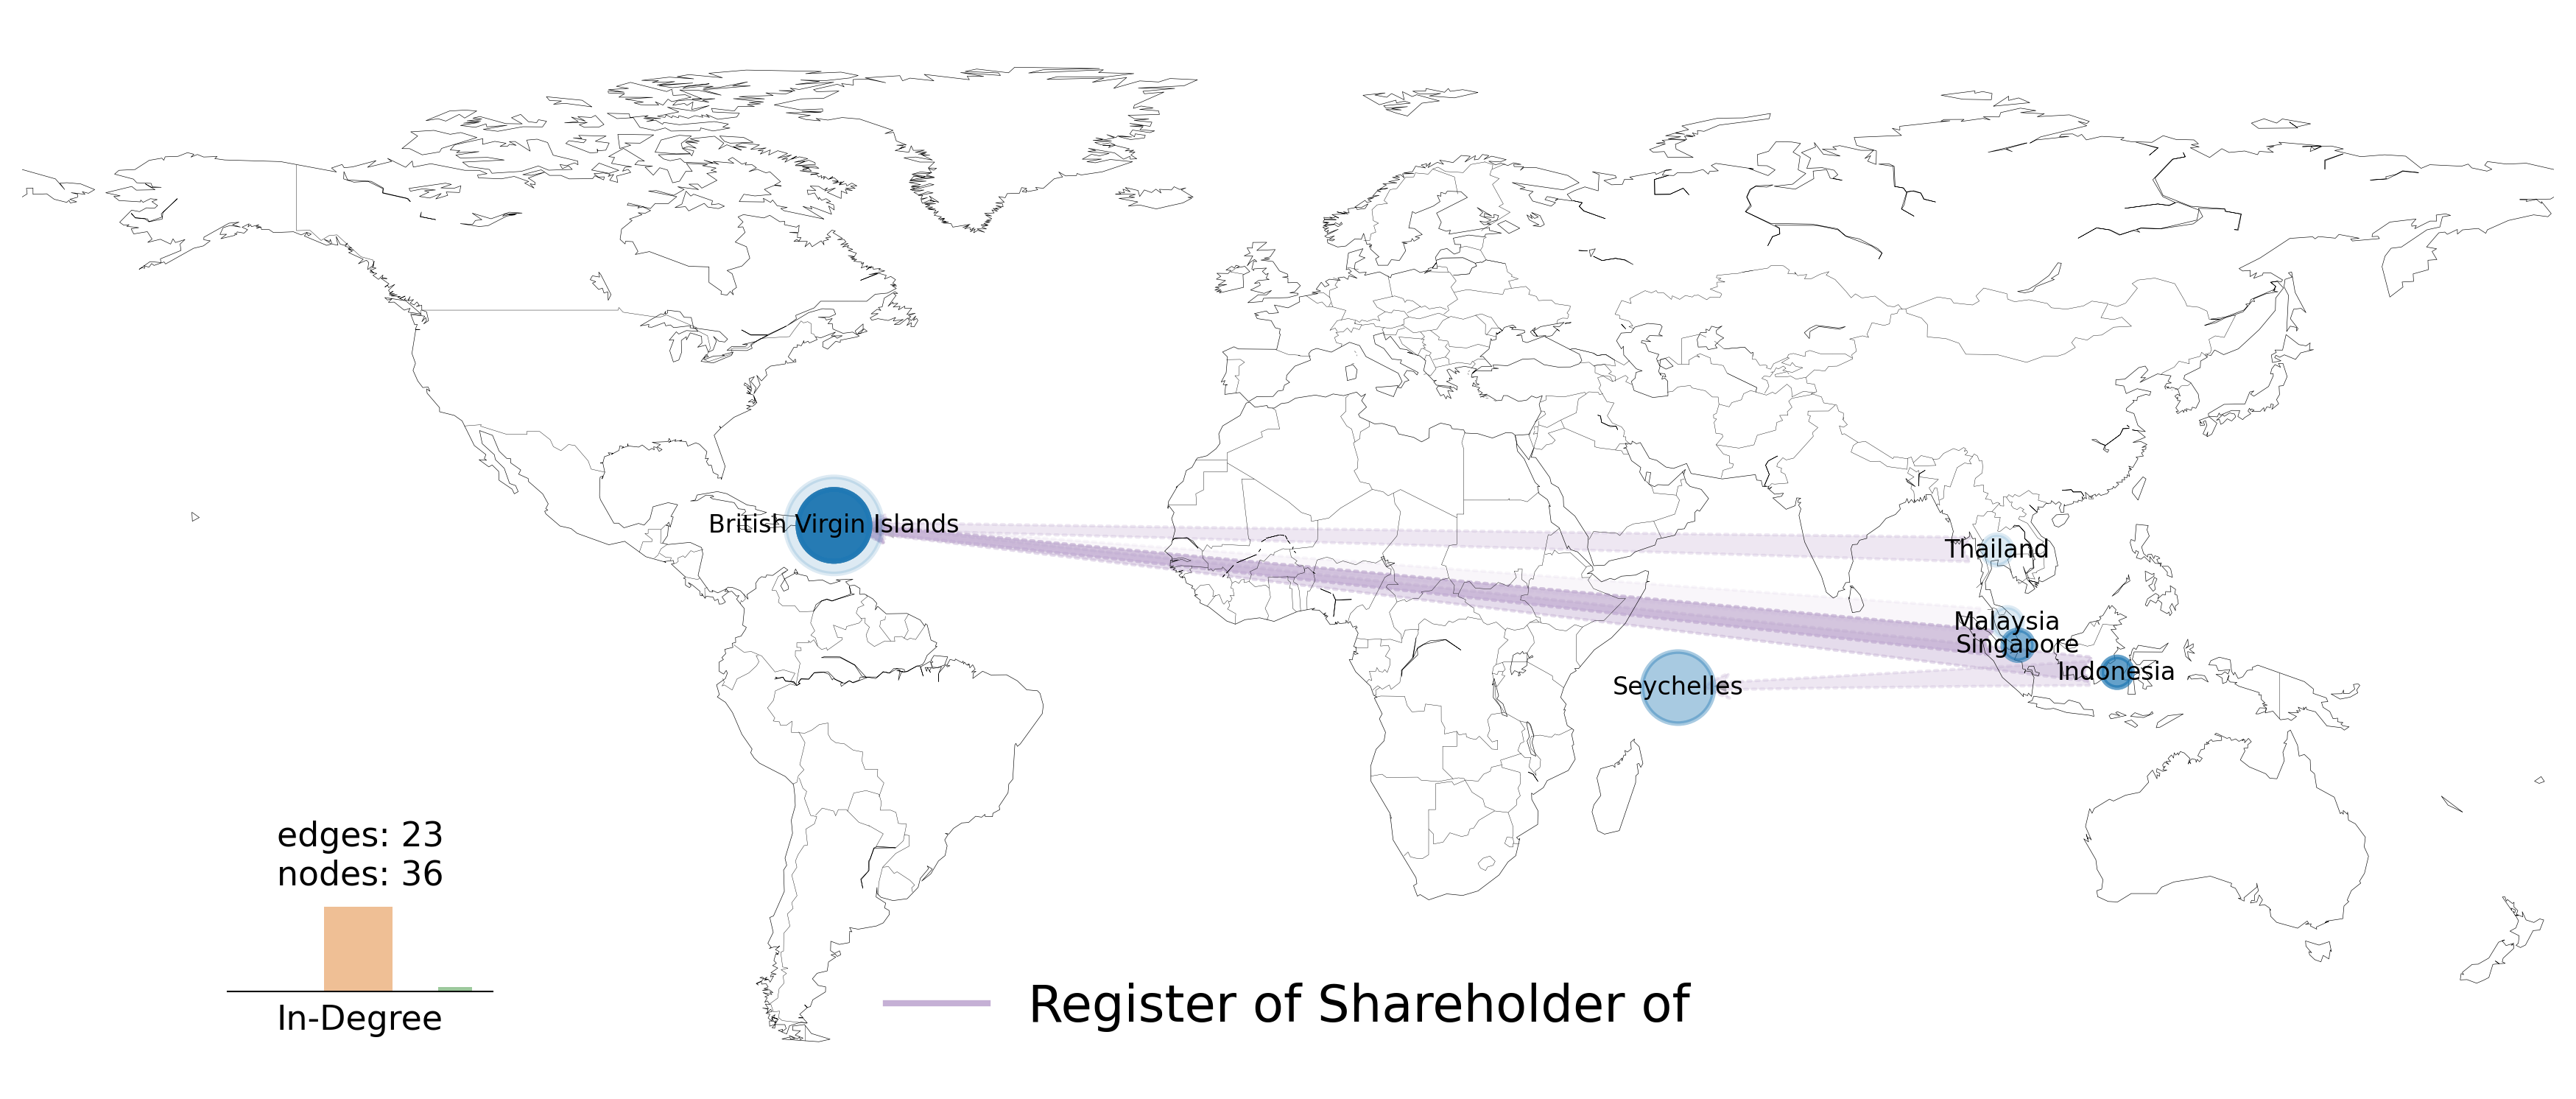 British Virgin Islands
Thailand
Malaysia
Singapore
Indonesia
Seychelles
edges: 23
nodes: 36
In-Degree
Register of Shareholder of